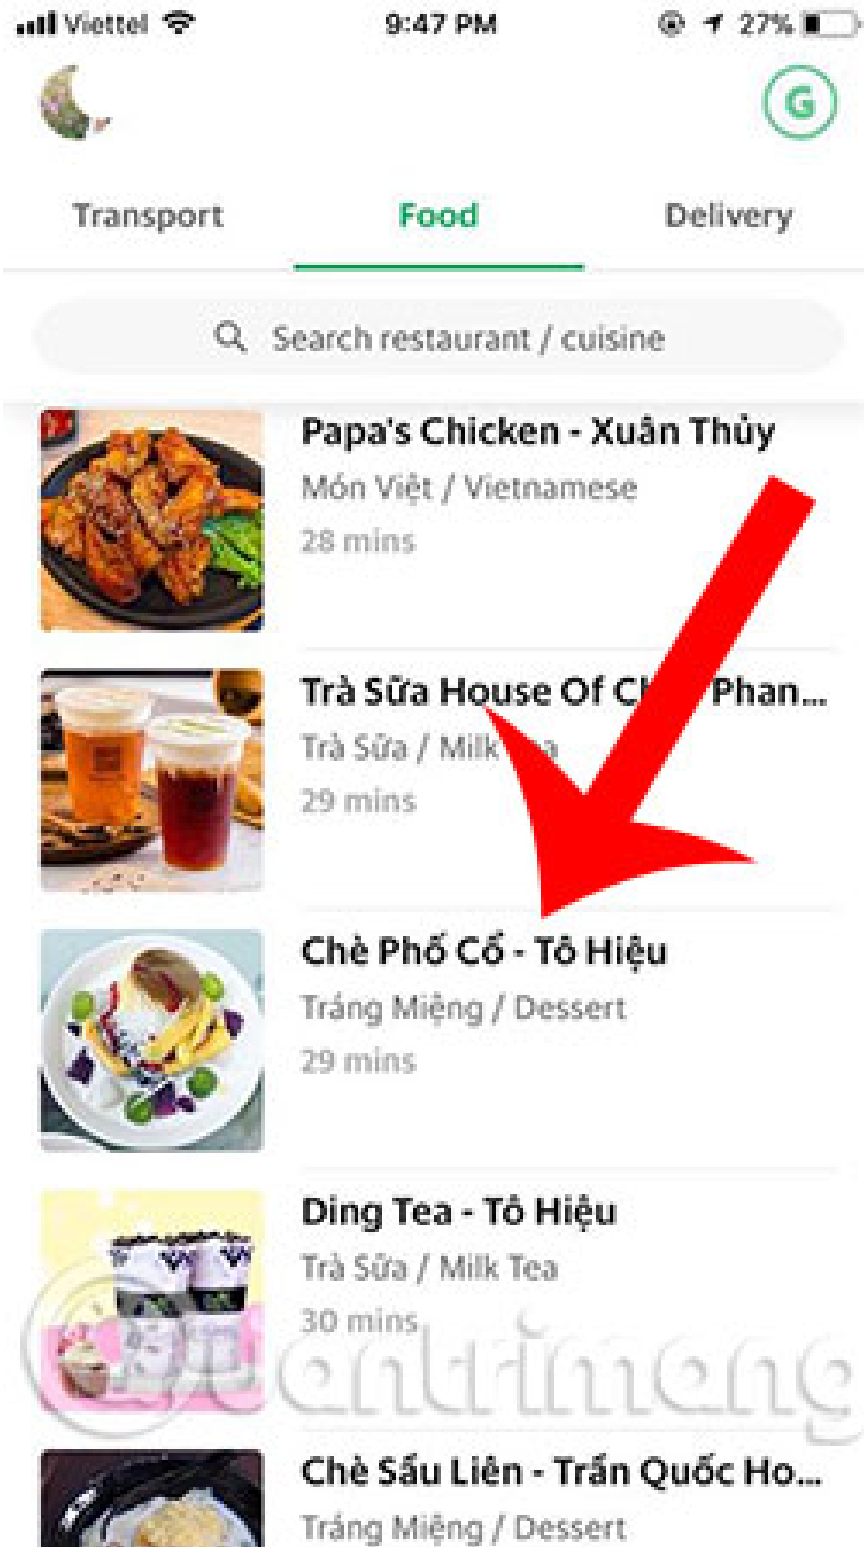 Viettel 9:47 PM 27%
G
Transport Food Delivery
Search restaurant / cuisine
Papa's Chicken - Xuân Thủy
Món Việt / Vietnamese
28 mins
Trà Sữa House Of Phan...
Trà Sữa / Milk
29 mins
Chè Phố Cổ - Tô Hiệu
Tráng Miệng / Dessert
29 mins
Ding Tea - Tô Hiệu
Trà Sữa / Milk Tea
30 mins
uantrimang
Chè Sầu Liên - Trần Quốc Ho...
Tráng Miệng / Dessert